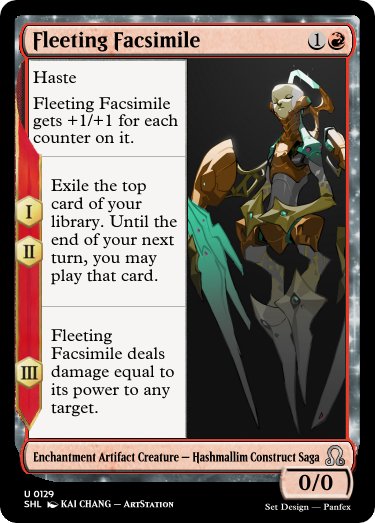 Fleeting Facsimile 1
Haste
Fleeting Facsimile
gets +1/+1 for each
counter on it.
I
II
Exile the top
card of your
library. Until the
end of your next
turn, you may
play that card.
III
Fleeting
Facsimile deals
damage equal to
its power to any
target.
Enchantment Artifact Creature — Hashmallim Construct Saga
0/0
U 0129
SHL KAI CHANG — ArtStation
Set Design — Panfex